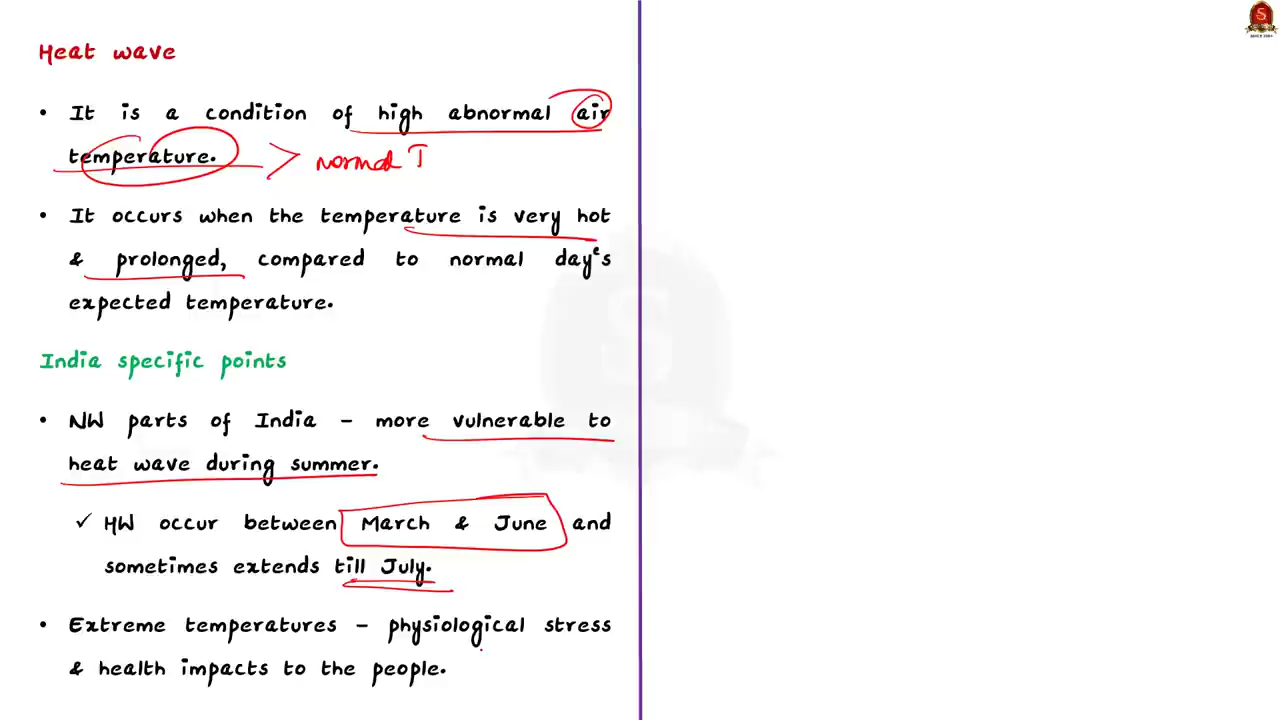 Heat wave
• It is a condition of high abnormal air
temperature. > normal T
• It occurs when the temperature is very hot
& prolonged, compared to normal day's
expected temperature.
India specific points
• NW parts of India – more vulnerable to
heat wave during summer.
✓ HW occur between March & June and
sometimes extends till July.
• Extreme temperatures – physiological stress
& health impacts to the people.
S